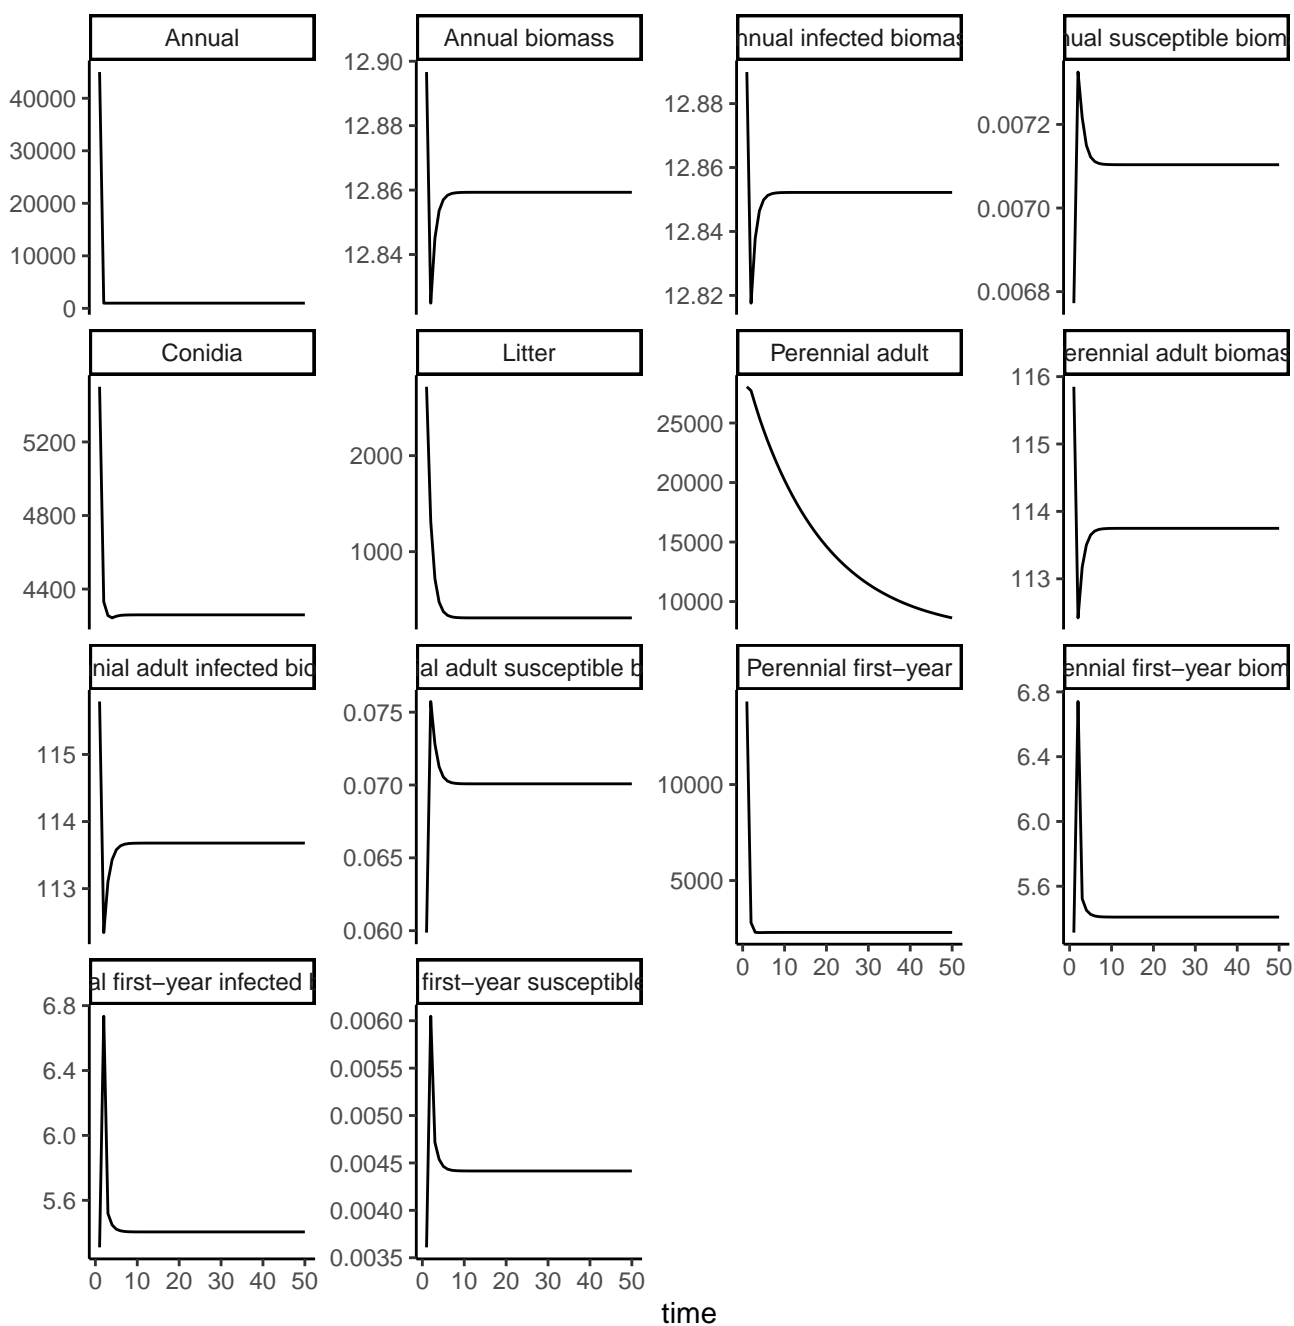 Annual
Annual biomass
nnual infected biomas
nual susceptible biom
40000
30000
20000
10000
0
12.90
12.88
12.86
12.84
12.88
12.86
12.84
12.82
0.0072
0.0070
0.0068
Conidia
Litter
Perennial adult
erennial adult biomas
5200
4800
4400
2000
1000
25000
20000
15000
10000
116
115
114
113
nial adult infected bio
al adult susceptible b
Perennial first−year
ennial first−year biom
115
114
113
0.075
0.070
0.065
0.060
10000
5000
6.8
6.4
6.0
5.6
0 10 20 30 40 50
0 10 20 30 40 50
al first−year infected
first−year susceptible
6.8
6.4
6.0
5.6
0.0060
0.0055
0.0050
0.0045
0.0040
0.0035
0 10 20 30 40 50
0 10 20 30 40 50
time